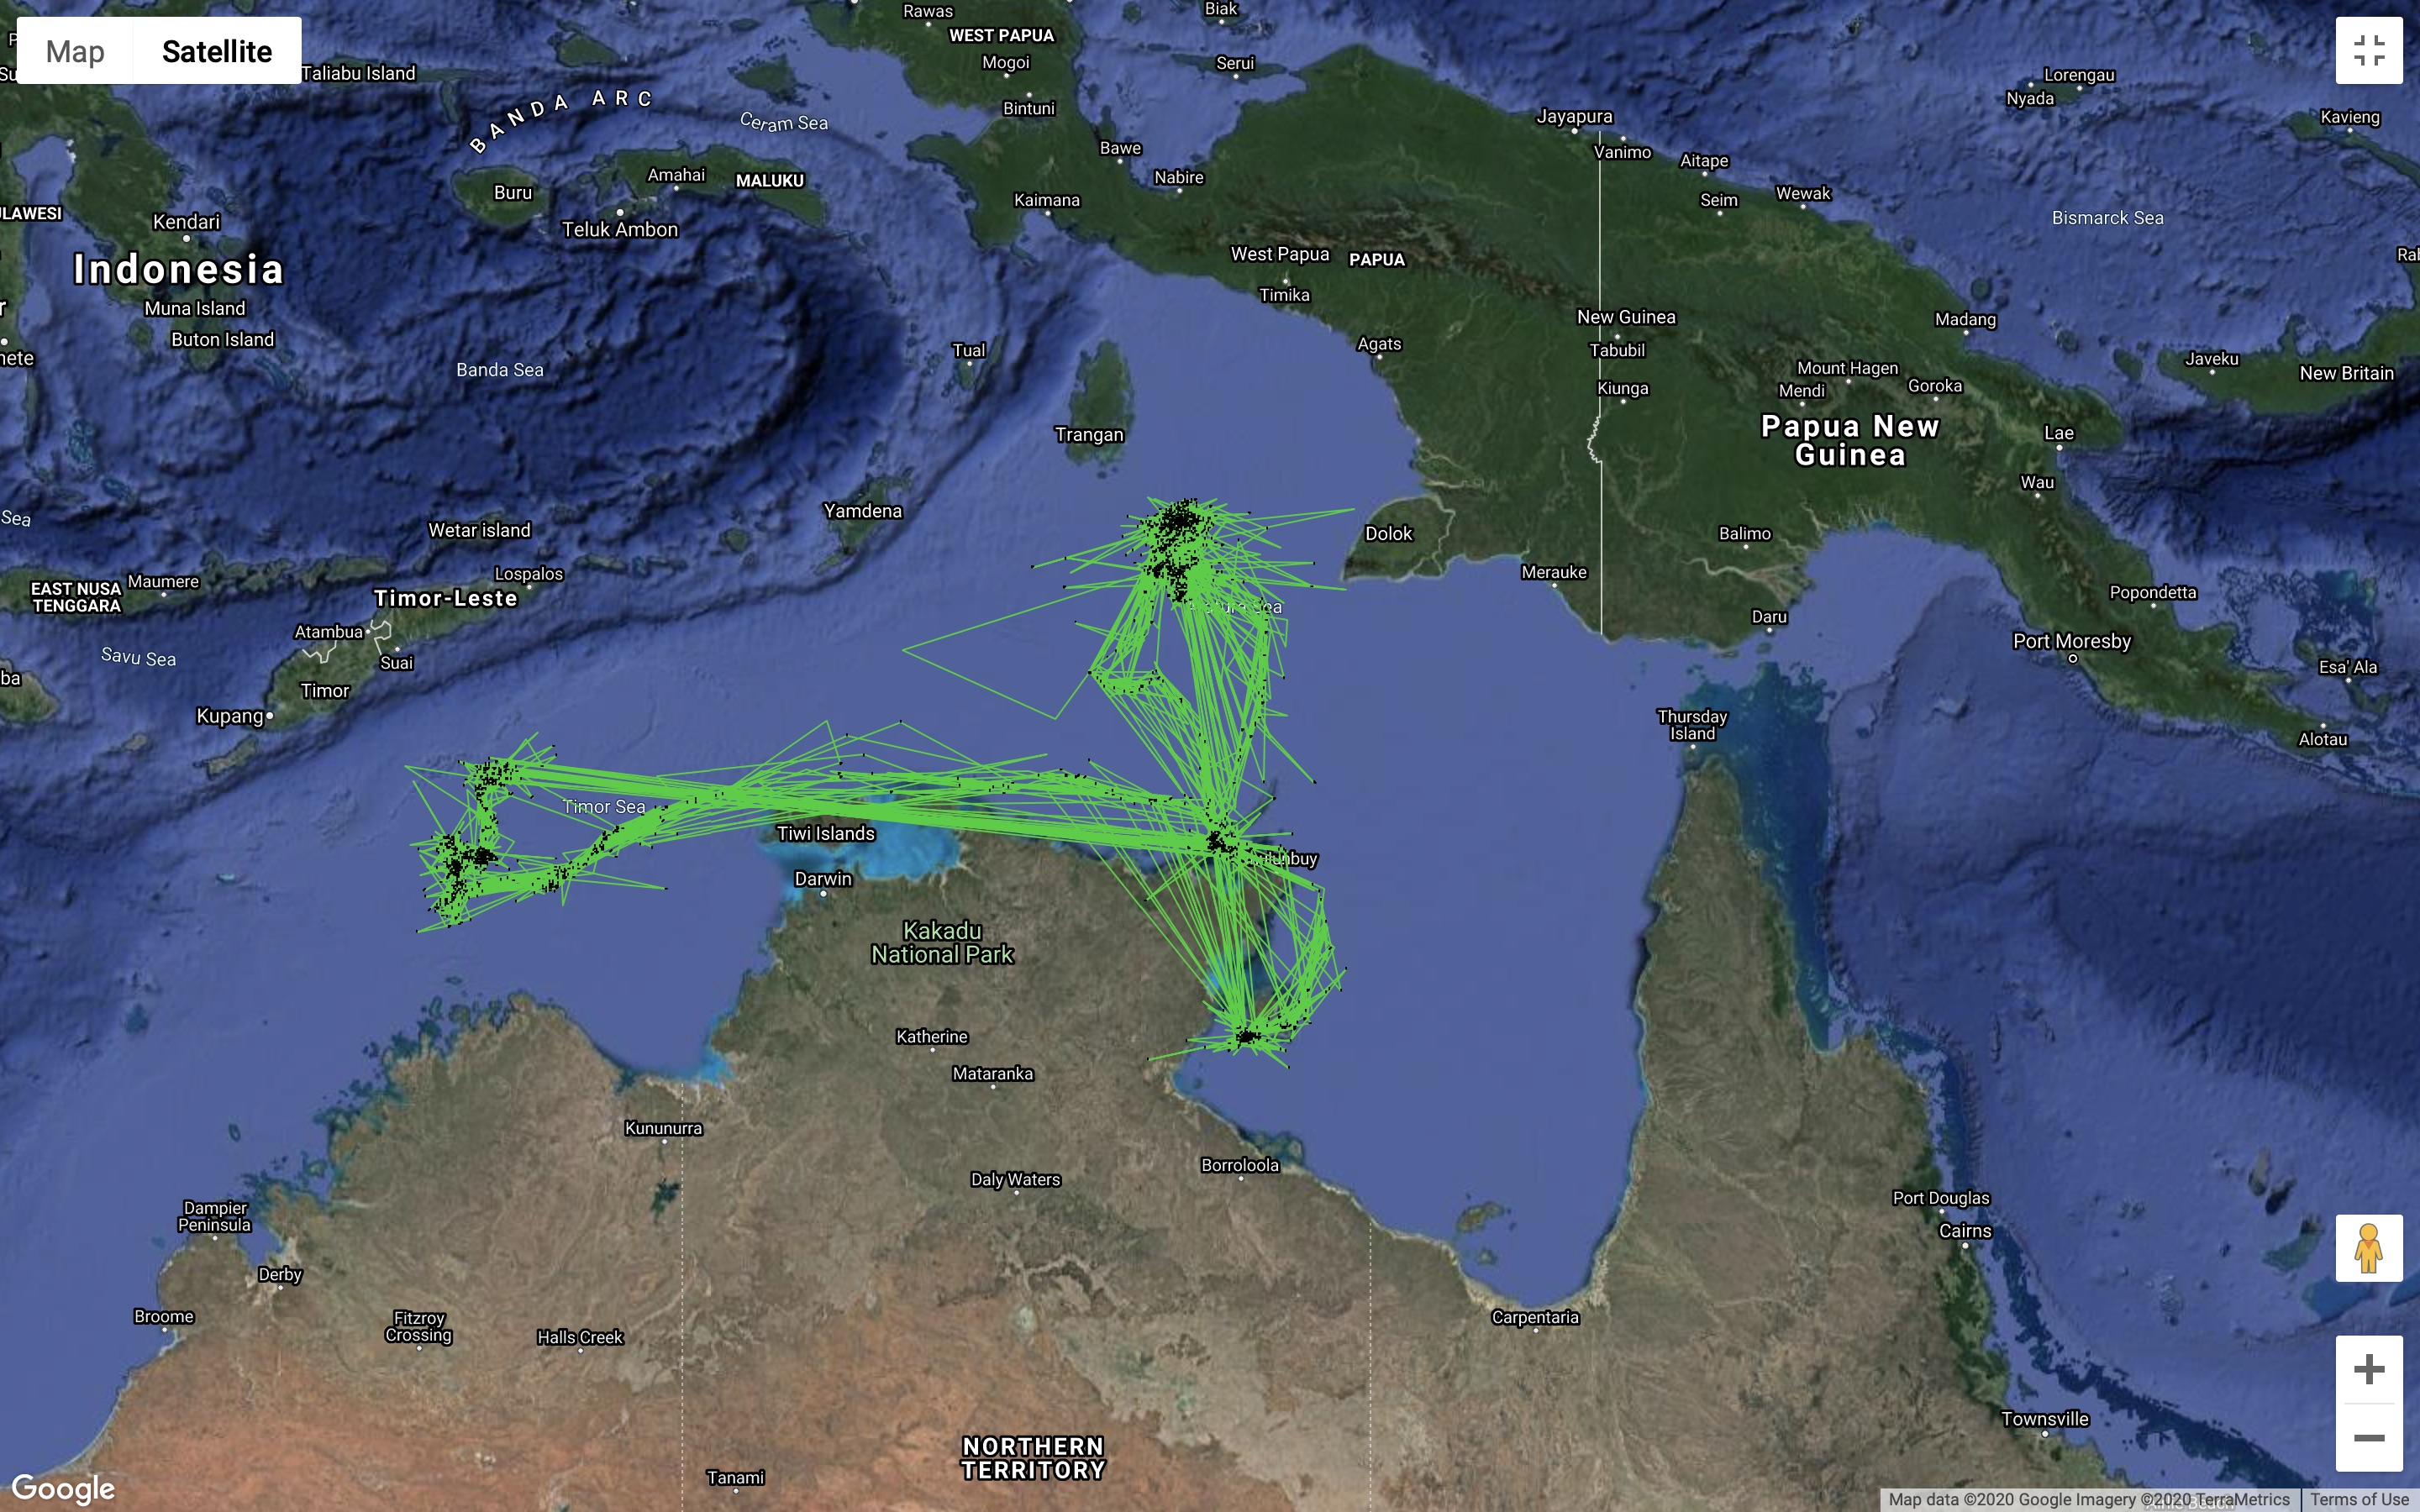 Map
Satellite
Rawas
Biak
WEST PAPUA
Mogoi
Serui
Taliabu Island
BANDA ARC
Bintuni
Ceram Sea
Lorengau
Nyada
Kavieng
Jayapura
Vanimo
Bawe
Aitape
Buru
Amahai
MALUKU
Nabire
Kaimana
Seim
Wewak
Kendari
Teluk Ambon
Bismarck Sea
Indonesia
West Papua
PAPUA
Muna Island
Timika
New Guinea
Madang
Buton Island
Tual
Agats
Tabubil
Banda Sea
Mount Hagen
Javeku
New Britain
Kiunga
Mendi
Goroka
Trangan
Papua New
Guinea
Lae
Wau
Yamdena
Sea
Wetar island
Dolok
Balimo
EAST NUSA
TENGGARA
Maumere
Lospalos
Merauke
Timor-Leste
Popondetta
Atambua
Daru
Savu Sea
Suai
Port Moresby
Esa' Ala
Timor
Kupang
Thursday
Island
Alotau
Timor Sea
Tiwi Islands
Darwin
Kakadu
National Park
Katherine
Mataranka
Kununurra
Borroloola
Daly Waters
Dampier
Peninsula
Port Douglas
Cairns
Derby
Broome
Fitzroy
Crossing
Halls Creek
Carpentaria
Townsville
NORTHERN
TERRITORY
Tanami
Google
Map data ©2020 Google Imagery ©2020 TerraMetrics
Terms of Use